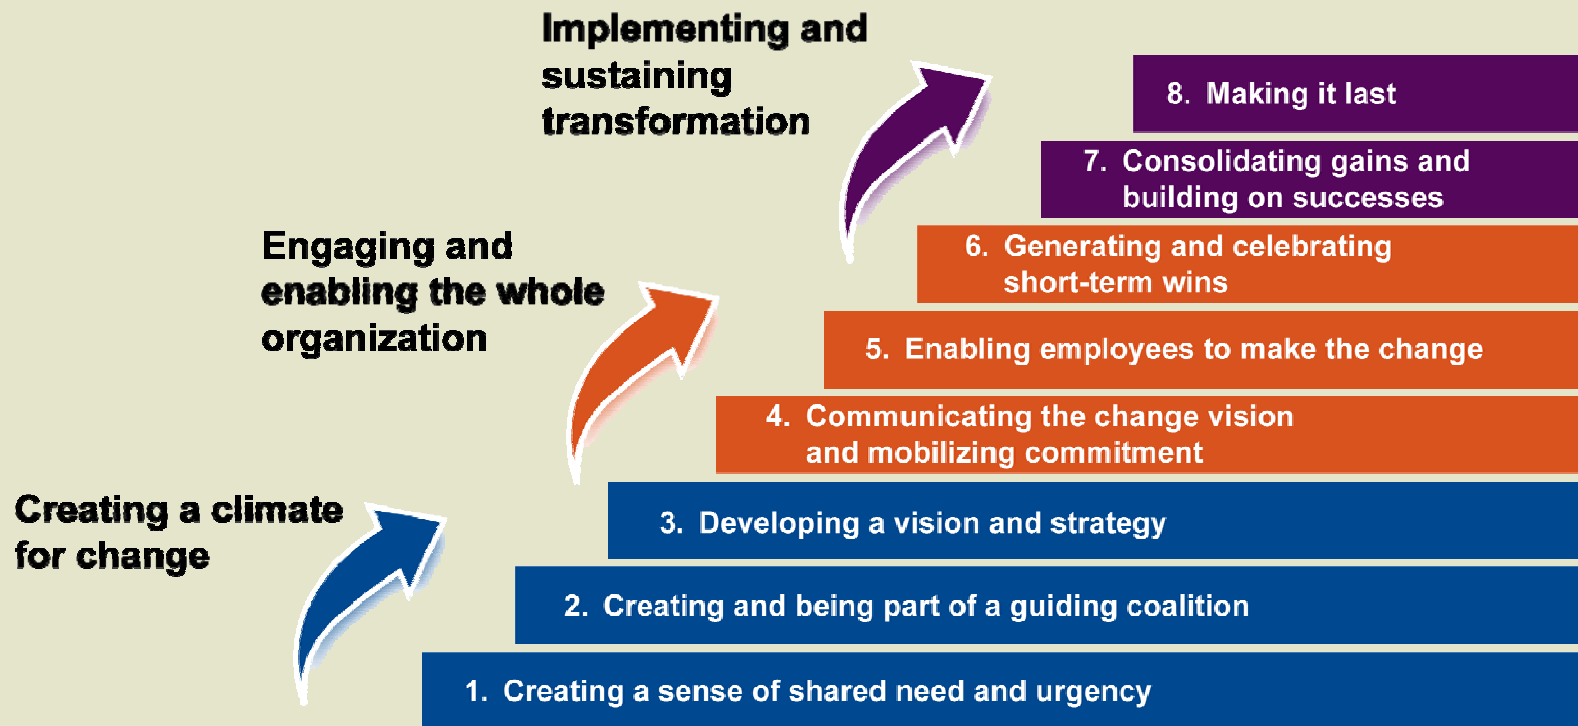 Implementing and
sustaining
transformation
8. Making it last
7. Consolidating gains and
building on successes
Engaging and
enabling the whole
organization
6. Generating and celebrating
short-term wins
5. Enabling employees to make the change
4. Communicating the change vision
and mobilizing commitment
Creating a climate
for change
3. Developing a vision and strategy
2. Creating and being part of a guiding coalition
1. Creating a sense of shared need and urgency